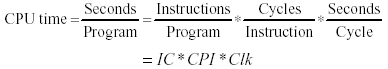 CPU time = Seconds/Program = Instructions/Program * Cycles/Instruction * Seconds/Cycle
= IC * CPI * Clk